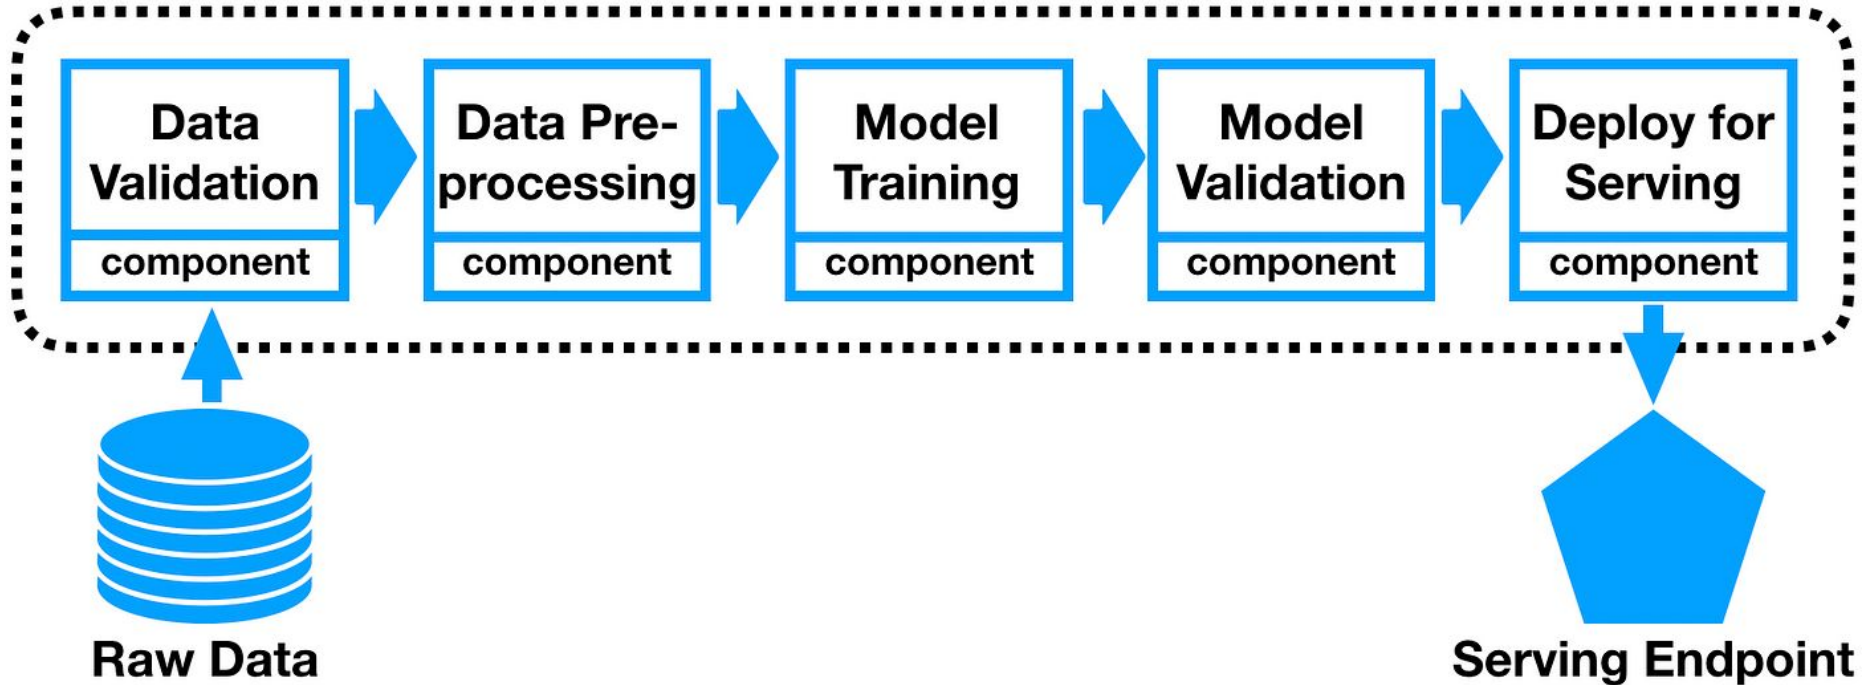 Data
Validation
component
Data Pre-
processing
component
Model
Training
component
Model
Validation
component
Deploy for
Serving
component
Raw Data
Serving Endpoint